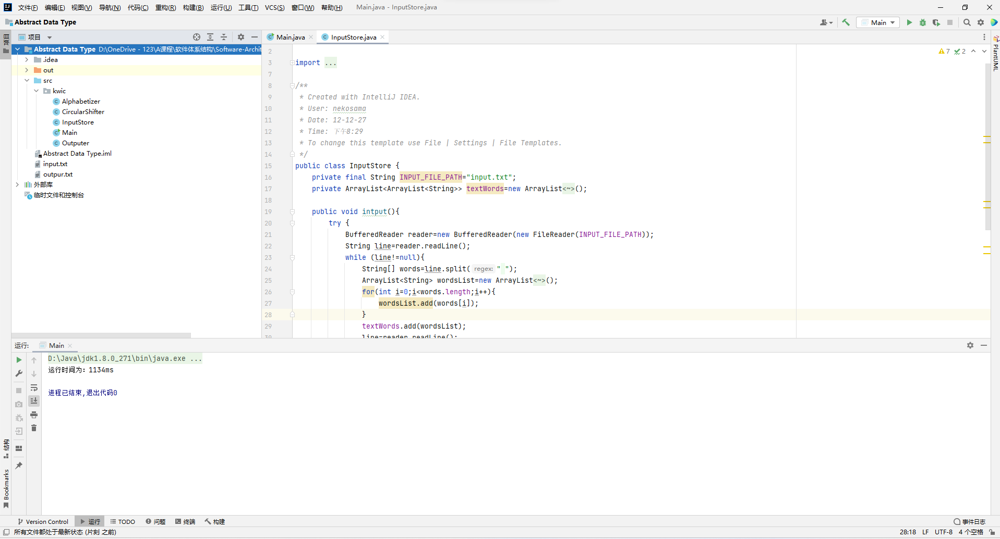 文件(F) 编辑(E) 视图(V) 导航(N) 代码(C) 重构(R) 构建(B) 运行(U) 工具(T) VCS(S) 窗口(W) 帮助(H) Main.java - InputStore.java
Abstract Data Type
Main
项目
项目
Main.java
InputStore.java
Abstract Data Type D:\OneDrive - 123\A课程\软件体系结构\Software-Archit
.idea
out
src
kwic
Alphabetizer
CircularShifter
InputStore
Main
Outputer
Abstract Data Type.iml
input.txt
outpur.txt
外部库
临时文件和控制台
7 2
PlantUML
2
3 import ...
7
8 /**
9 * Created with IntelliJ IDEA.
10 * User: nekosama
11 * Date: 12-12-27
12 * Time: 下午8:29
13 * To change this template use File | Settings | File Templates.
14 */
15 public class InputStore {
16 private final String INPUT_FILE_PATH="input.txt";
17 private ArrayList<ArrayList<String>> textWords=new ArrayList<~>();
18
19 public void intput(){
20 try {
21 BufferedReader reader=new BufferedReader(new FileReader(INPUT_FILE_PATH));
22 String line=reader.readLine();
23 while (line!=null){
24 String[] words=line.split( regex: " ");
25 ArrayList<String> wordsList=new ArrayList<~>();
26 for(int i=0;i<words.length;i++){
27 wordsList.add(words[i]);
28 }
29 textWords.add(wordsList);
30 line=reader.readLine();
运行: Main
D:\Java\jdk1.8.0_271\bin\java.exe ...
运行时间为：1134ms
进程已结束,退出代码0
结构
Bookmarks
Version Control 运行 TODO 问题 终端 构建 事件日志
所有文件都处于最新状态 (片刻 之前) 28:18 LF UTF-8 4 个空格